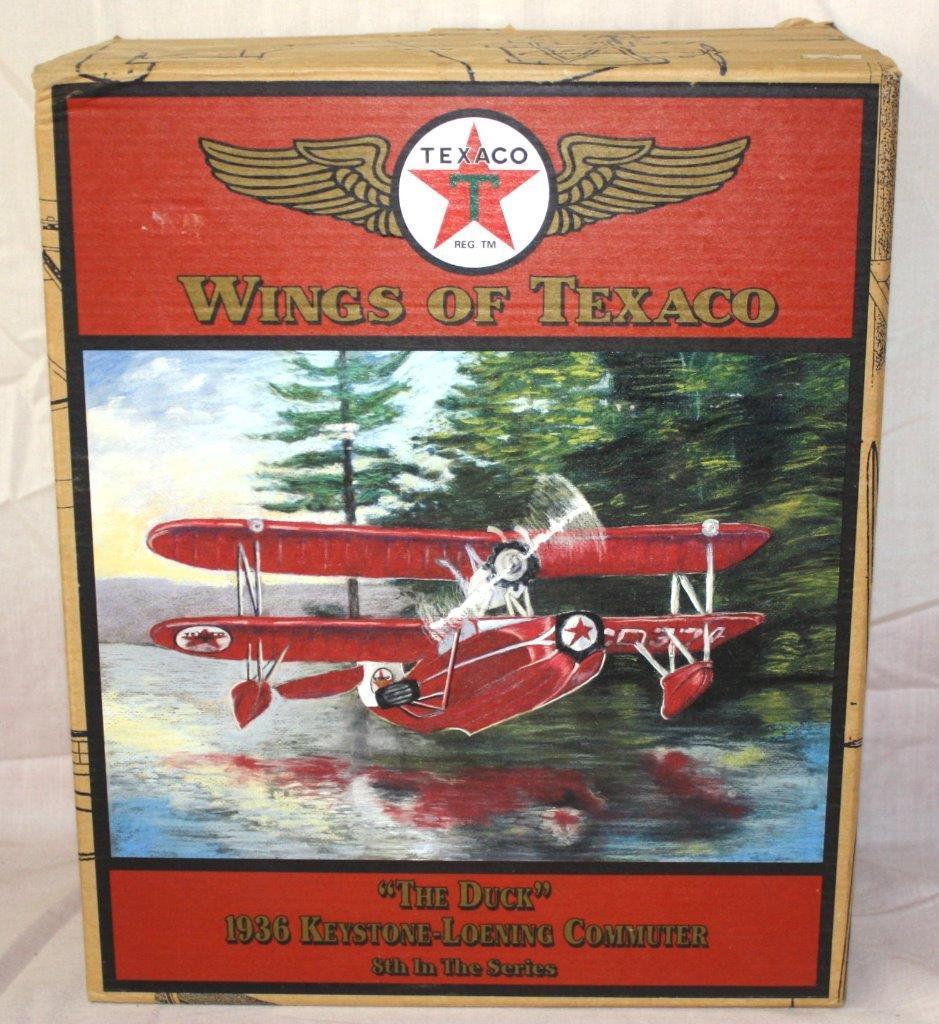 TEXACO
T
REG. TM
WINGS OF TEXACO
"THE DUCK"
1936 KEYSTONE-LOENING COMMUTER
8th In The Series